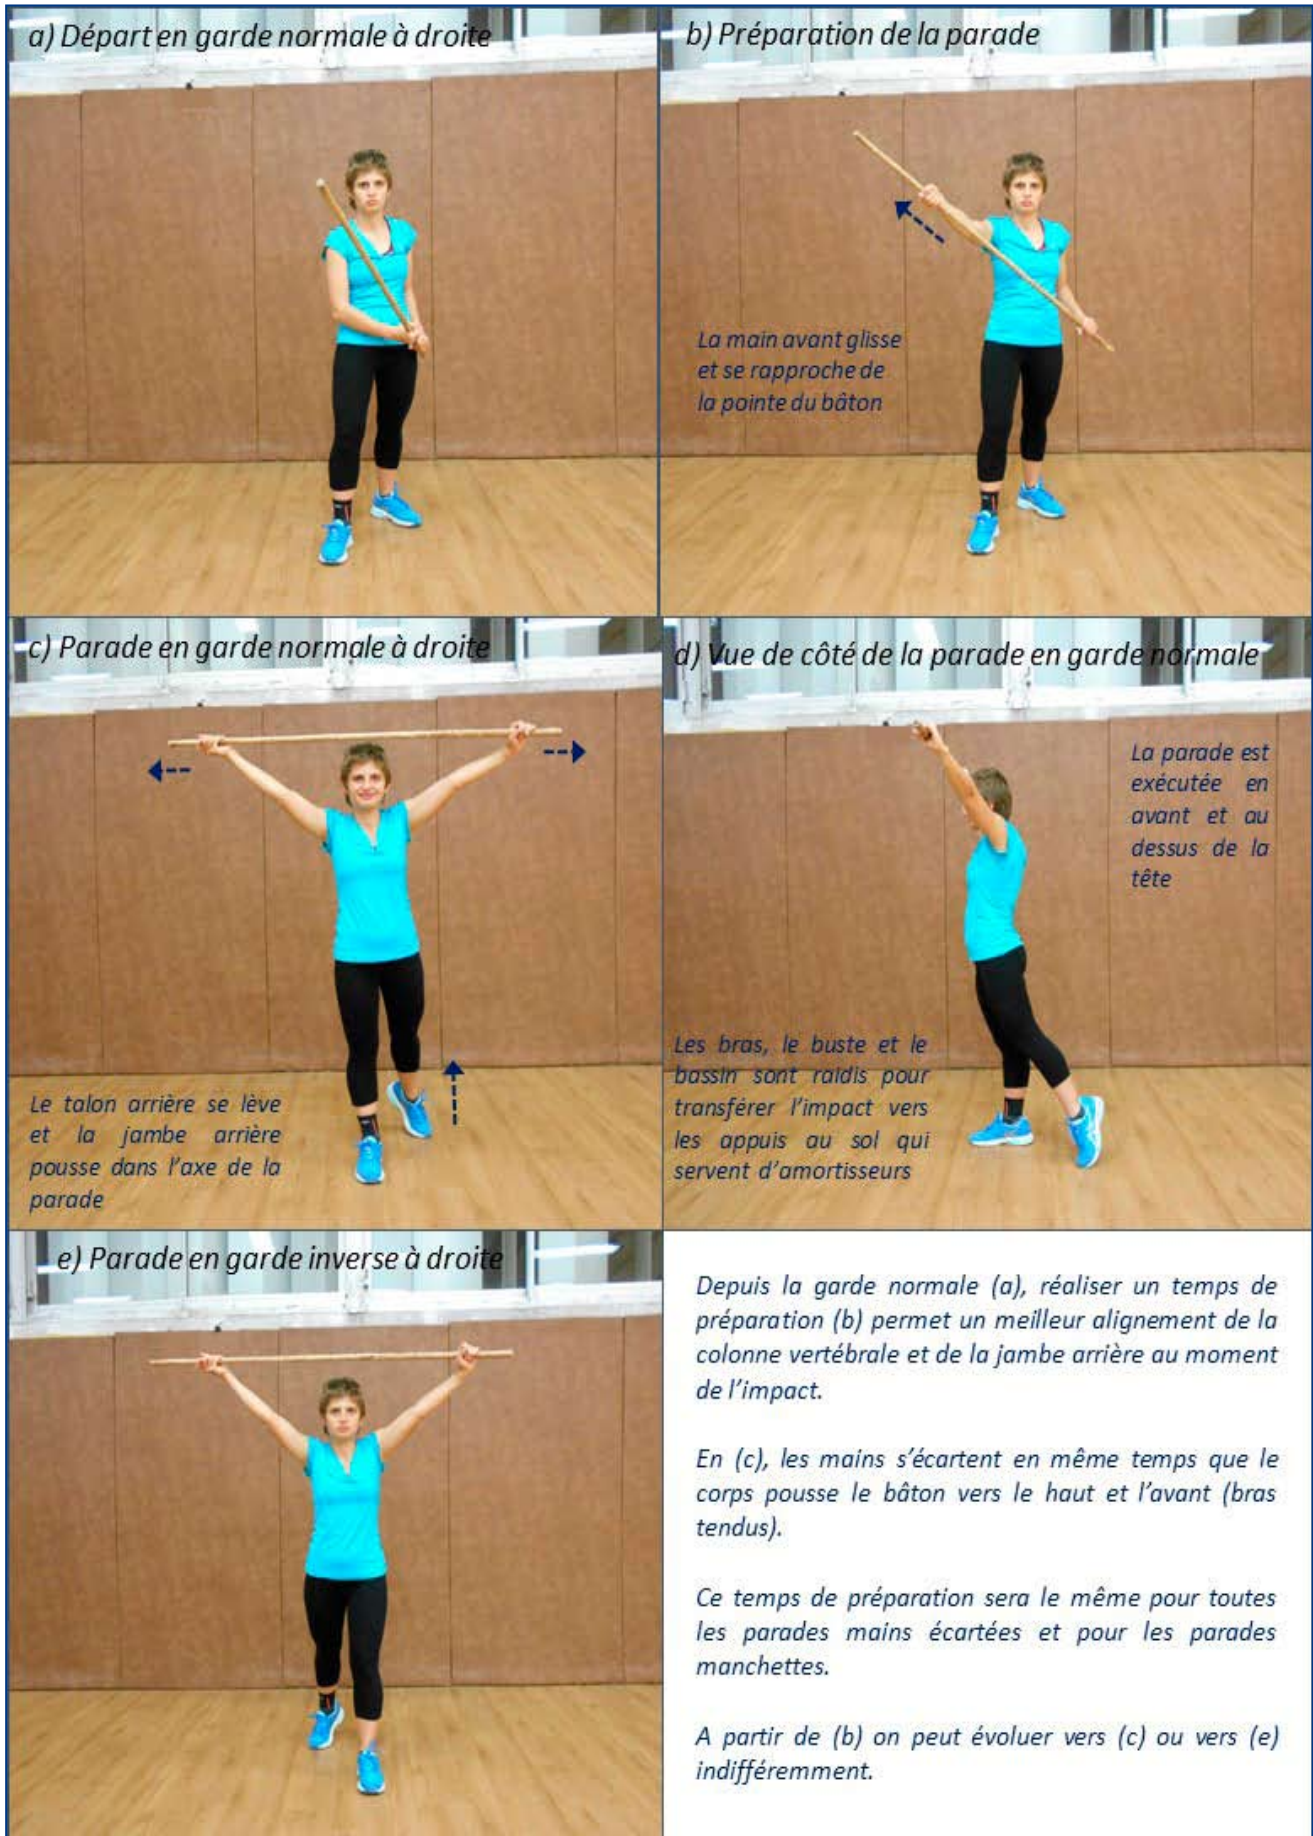 a) Départ en garde normale à droite
b) Préparation de la parade
La main avant glisse
et se rapproche de
la pointe du bâton
c) Parade en garde normale à droite
d) Vue de côté de la parade en garde normale
La parade est
exécutée en
avant et au
dessus de la
tête
Les bras, le buste et le
bassin sont raidis pour
transférer l'impact vers
les appuis au sol qui
servent d'amortisseurs
Le talon arrière se lève
et la jambe arrière
pousse dans l'axe de la
parade
e) Parade en garde inverse à droite
Depuis la garde normale (a), réaliser un temps de
préparation (b) permet un meilleur alignement de la
colonne vertébrale et de la jambe arrière au moment
de l'impact.
En (c), les mains s'écartent en même temps que le
corps pousse le bâton vers le haut et l'avant (bras
tendus).
Ce temps de préparation sera le même pour toutes
les parades mains écartées et pour les parades
manchettes.
A partir de (b) on peut évoluer vers (c) ou vers (e)
indifféremment.